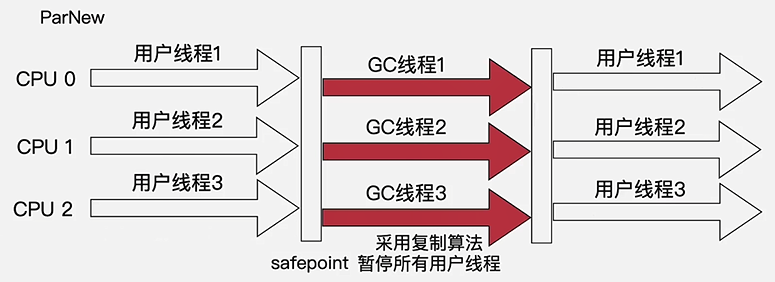 ParNew
用户线程1 GC线程1 用户线程1
CPU 0
用户线程2 GC线程2 用户线程2
CPU 1
用户线程3 GC线程3 用户线程3
CPU 2
采用复制算法
safepoint 暂停所有用户线程